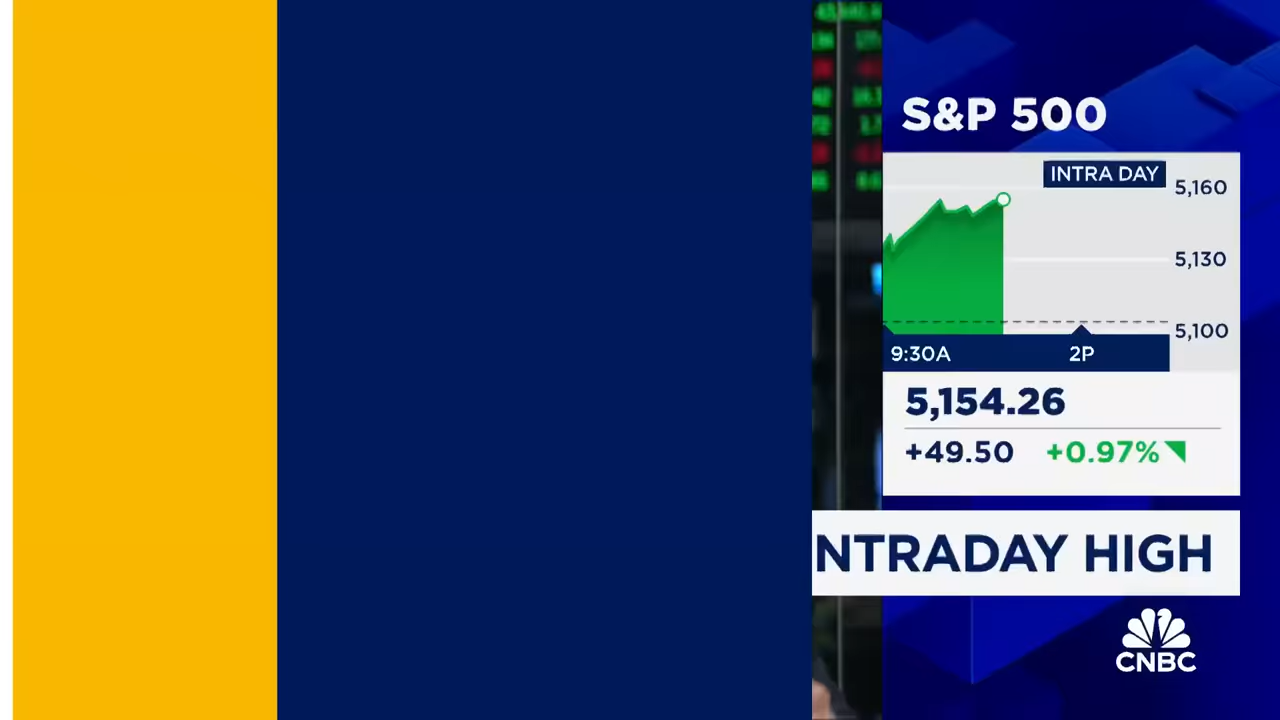 S&P 500
INTRA DAY
5,160
5,130
5,100
9:30A 2P
5,154.26
+49.50 +0.97%
NTRADAY HIGH
CNBC